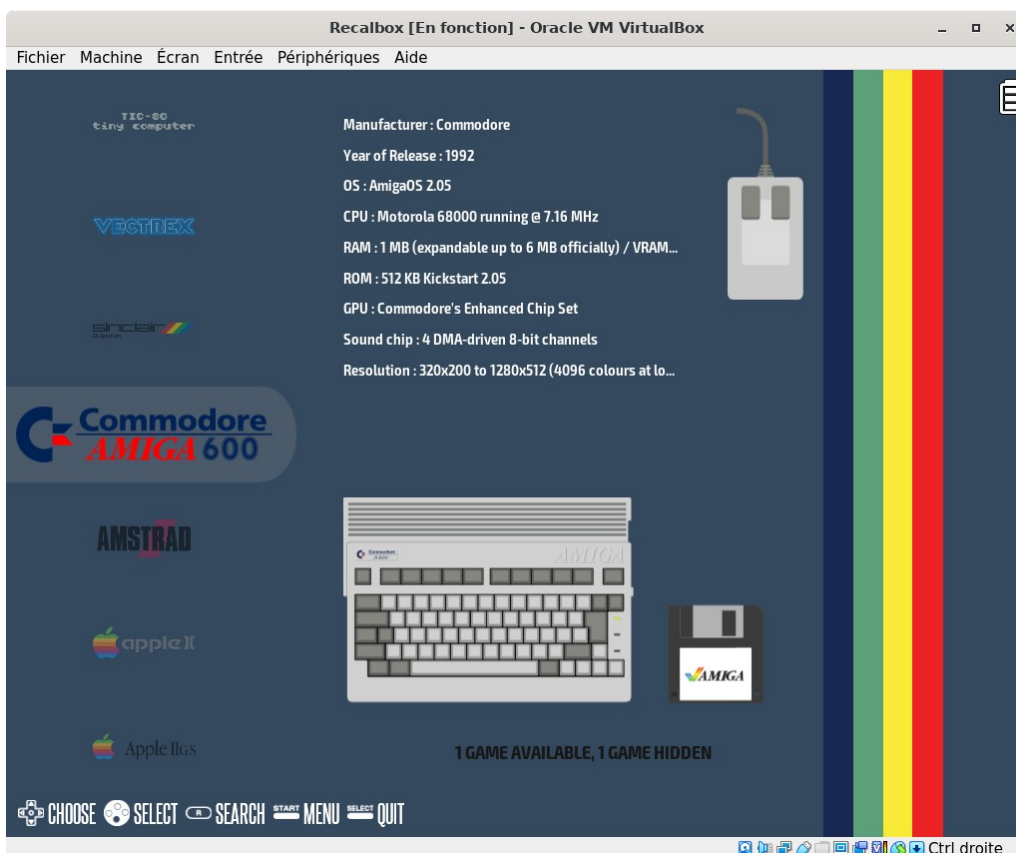 Recalbox [En fonction] - Oracle VM VirtualBox
Fichier Machine Écran Entrée Périphériques Aide
TIC-80
tiny computer
VECTREX
sinclair
Commodore
AMIGA 600
AMSTRAD
apple II
Apple IIGS
Manufacturer : Commodore
Year of Release : 1992
OS : AmigaOS 2.05
CPU : Motorola 68000 running @ 7.16 MHz
RAM : 1 MB (expandable up to 6 MB officially) / VRAM...
ROM : 512 KB Kickstart 2.05
GPU : Commodore's Enhanced Chip Set
Sound chip : 4 DMA-driven 8-bit channels
Resolution : 320x200 to 1280x512 (4096 colours at lo...
Commodore
AMIGA
AMIGA
1 GAME AVAILABLE, 1 GAME HIDDEN
CHOOSE SELECT R SEARCH START MENU SELECT QUIT
Ctrl droite